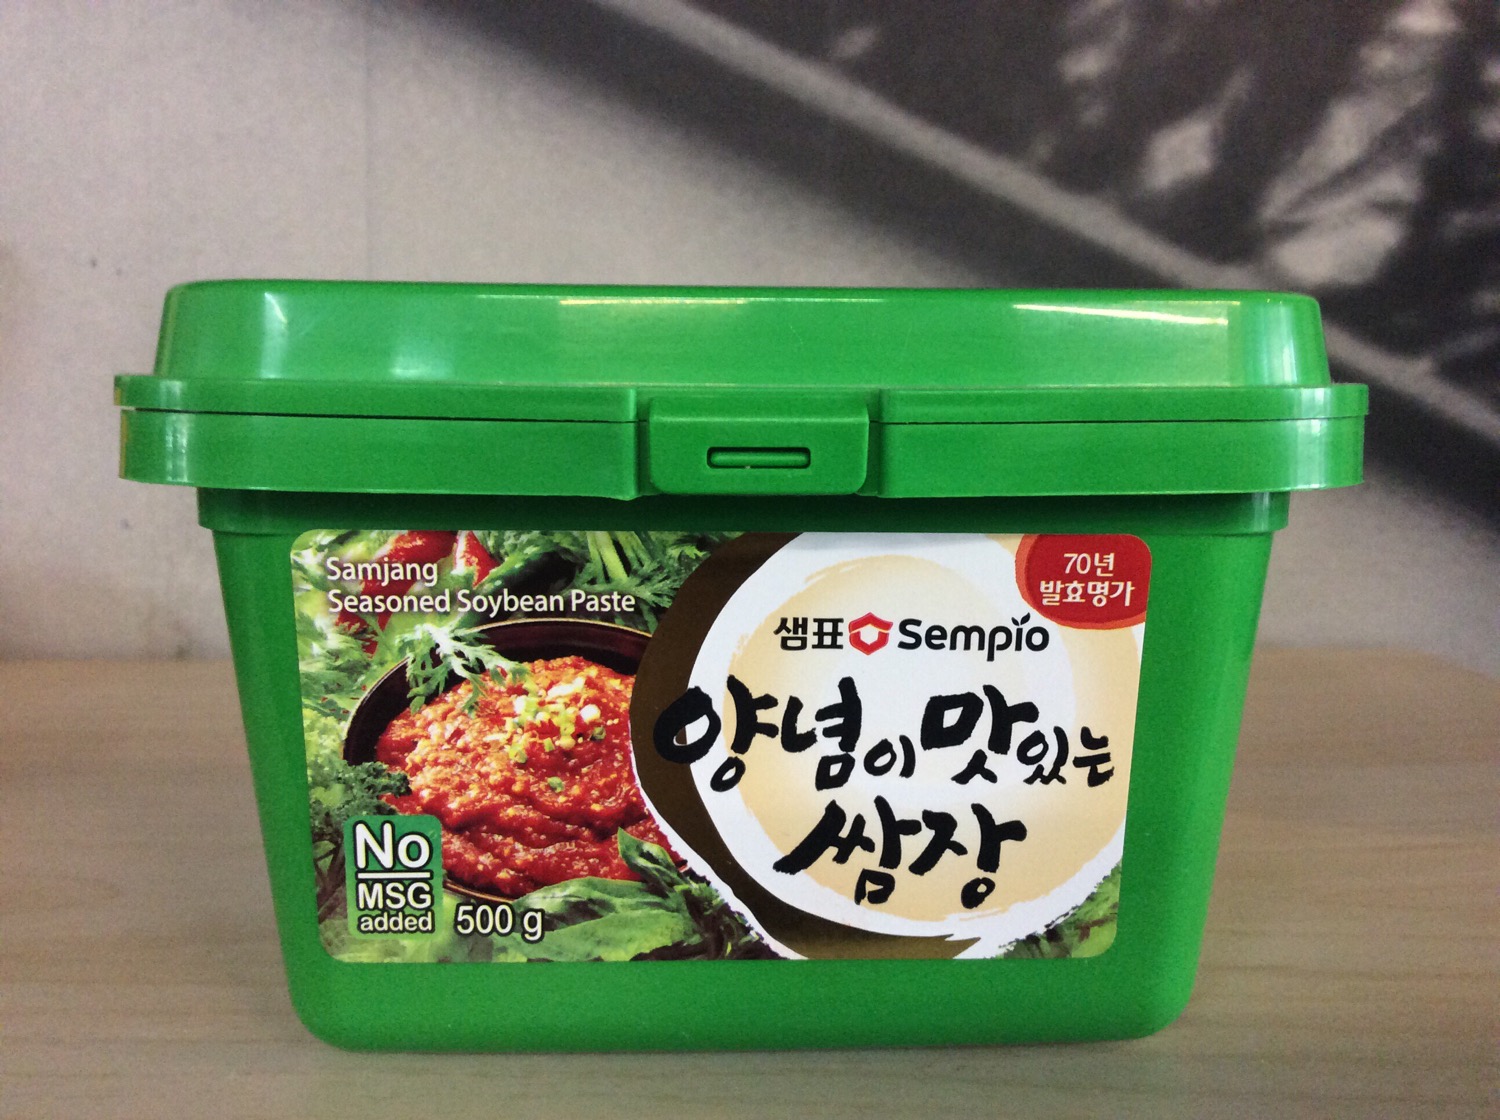 Samjang
Seasoned Soybean Paste
70년
발효명가
샘표 Sempio
양념이 맛있는
쌈장
No
MSG
added
500 g